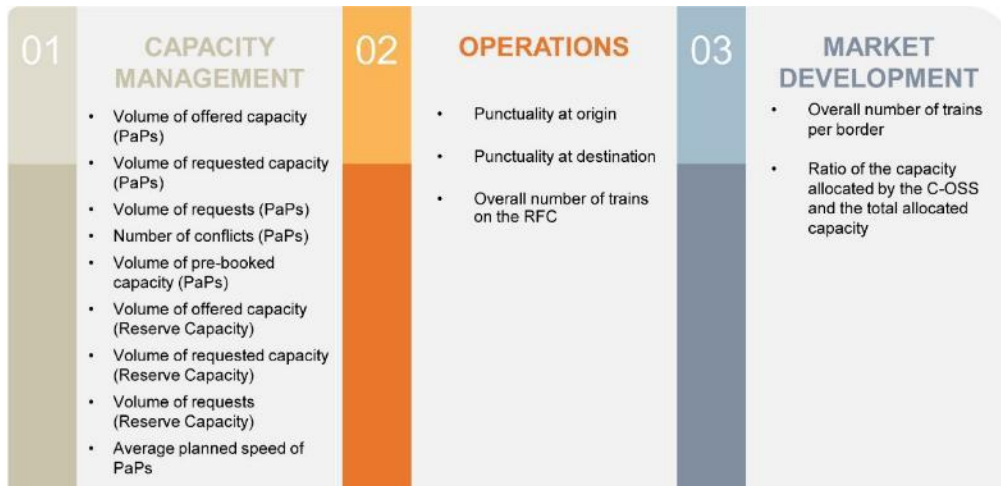 01
CAPACITY
MANAGEMENT
• Volume of offered capacity
(PaPs)
• Volume of requested capacity
(PaPs)
• Volume of requests (PaPs)
• Number of conflicts (PaPs)
• Volume of pre-booked
capacity (PaPs)
• Volume of offered capacity
(Reserve Capacity)
• Volume of requested capacity
(Reserve Capacity)
• Volume of requests
(Reserve Capacity)
• Average planned speed of
PaPs
02
OPERATIONS
• Punctuality at origin
• Punctuality at destination
• Overall number of trains
on the RFC
03
MARKET
DEVELOPMENT
• Overall number of trains
per border
• Ratio of the capacity
allocated by the C-OSS
and the total allocated
capacity